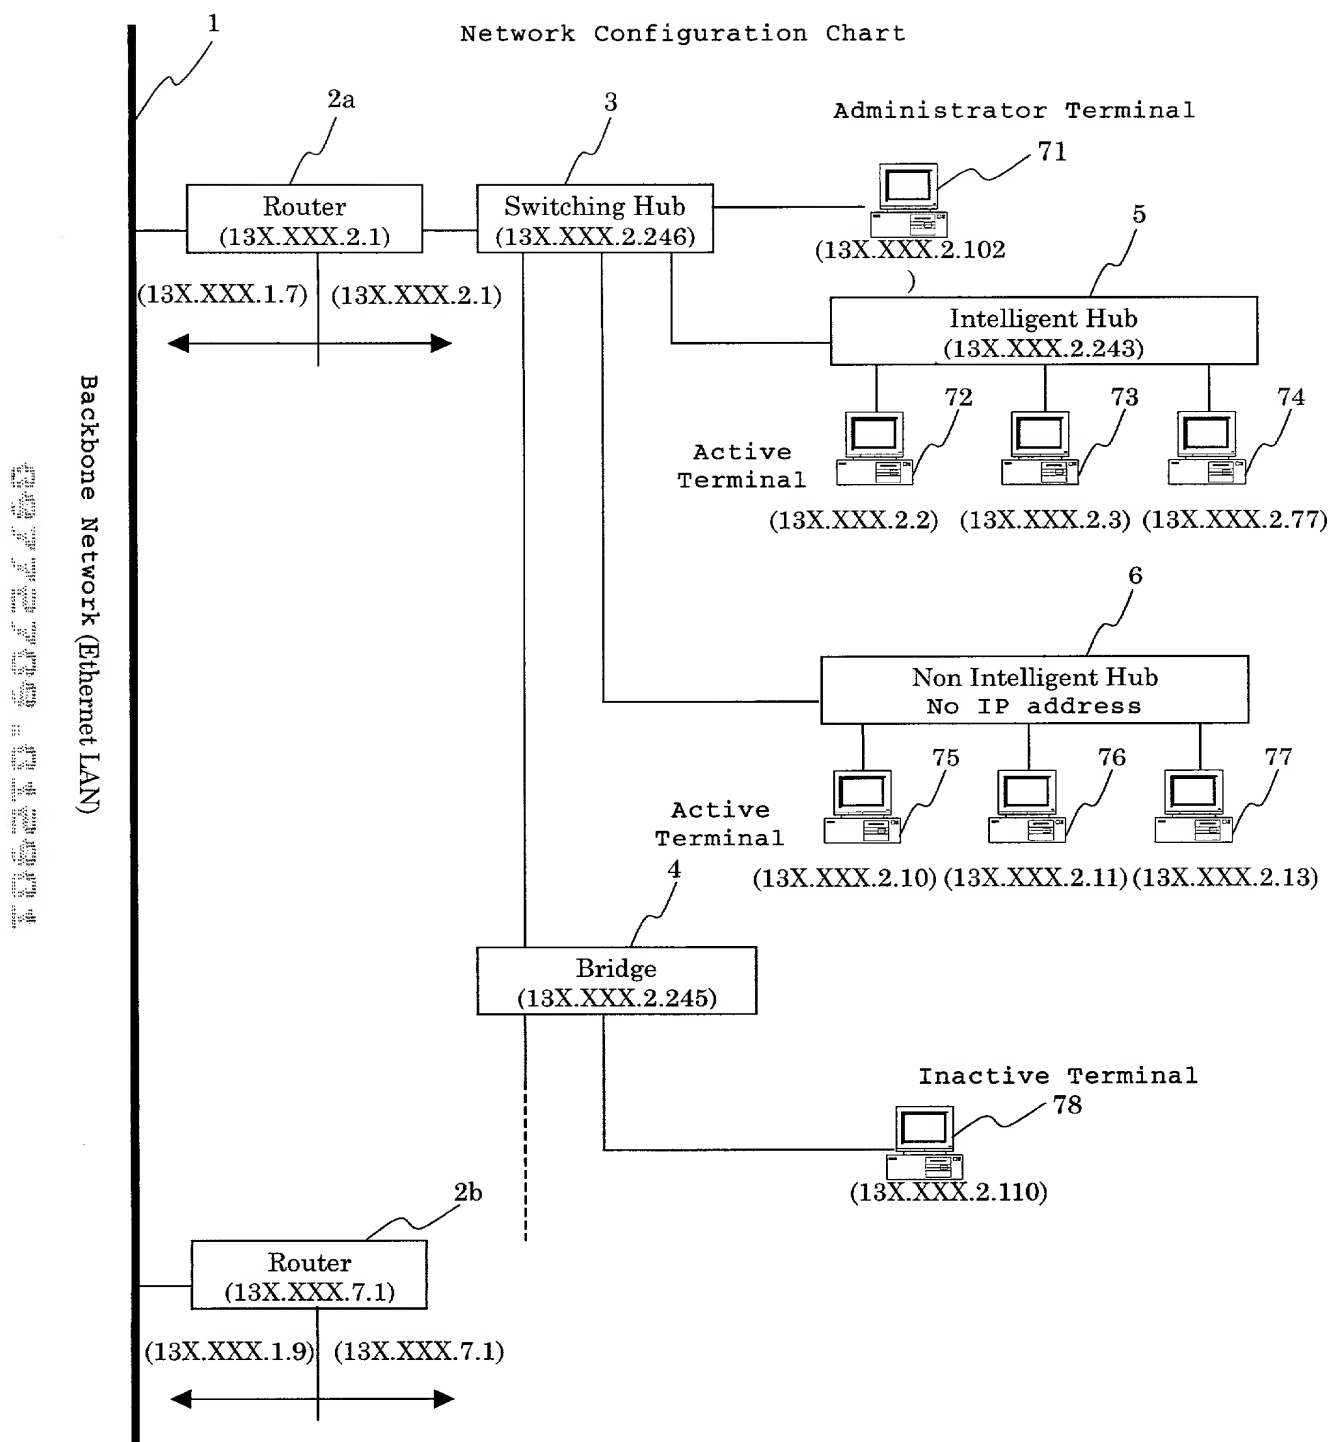 Network Configuration Chart
1
2a
3
Administrator Terminal
71
Router
(13X.XXX.2.1)
Switching Hub
(13X.XXX.2.246)
(13X.XXX.2.102
)
5
(13X.XXX.1.7)
(13X.XXX.2.1)
Intelligent Hub
(13X.XXX.2.243)
72
73
74
Active
Terminal
(13X.XXX.2.2)
(13X.XXX.2.3)
(13X.XXX.2.77)
Backbone Network (Ethernet LAN)
6
Non Intelligent Hub
No IP address
75
76
77
Active
Terminal
(13X.XXX.2.10)
(13X.XXX.2.11)
(13X.XXX.2.13)
4
Bridge
(13X.XXX.2.245)
Inactive Terminal
78
(13X.XXX.2.110)
2b
Router
(13X.XXX.7.1)
(13X.XXX.1.9)
(13X.XXX.7.1)